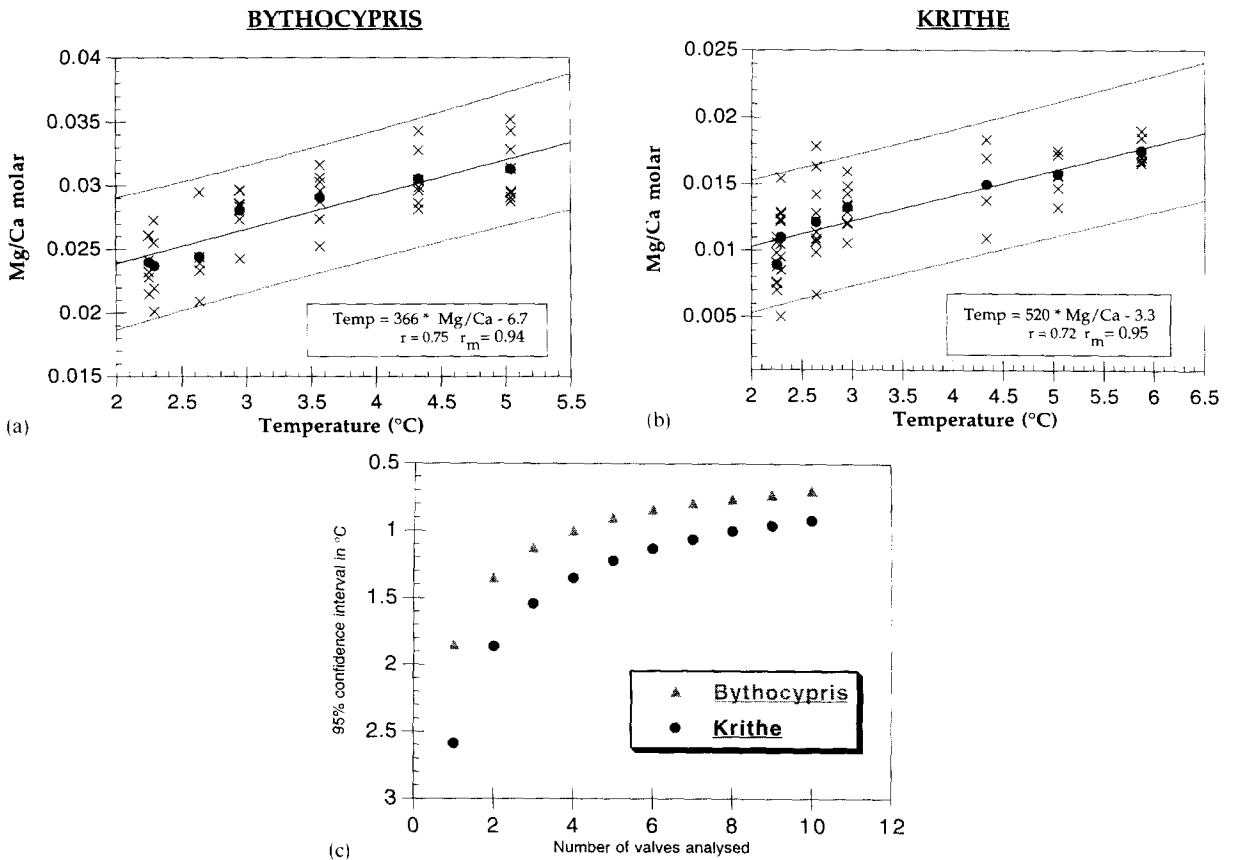 BYTHOCYPRIS
0.04
0.035
0.03
0.025
0.02
0.015
Mg/Ca molar
Temp = 366 * Mg/Ca - 6.7
r = 0.75 rm = 0.94
2 2.5 3 3.5 4 4.5 5 5.5
Temperature (°C)
(a)
KRITHE
0.025
0.02
0.015
0.01
0.005
Mg/Ca molar
Temp = 520 * Mg/Ca - 3.3
r = 0.72 rm = 0.95
2 2.5 3 3.5 4 4.5 5 5.5 6 6.5
Temperature (°C)
(b)
0.5
1
1.5
2
2.5
3
95% confidence interval in °C
Bythocypris
Krithe
0 2 4 6 8 10 12
Number of valves analysed
(c)